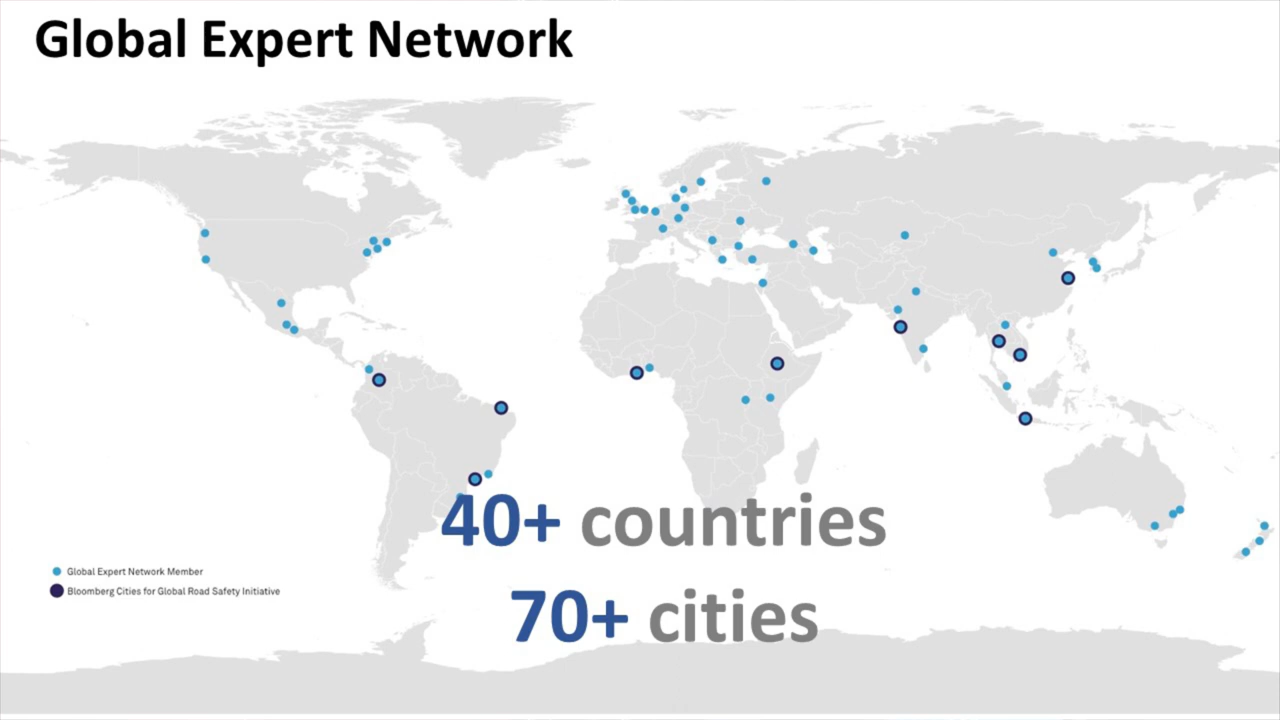 Global Expert Network
40+ countries
Global Expert Network Member
Bloomberg Cities for Global Road Safety Initiative
70+ cities